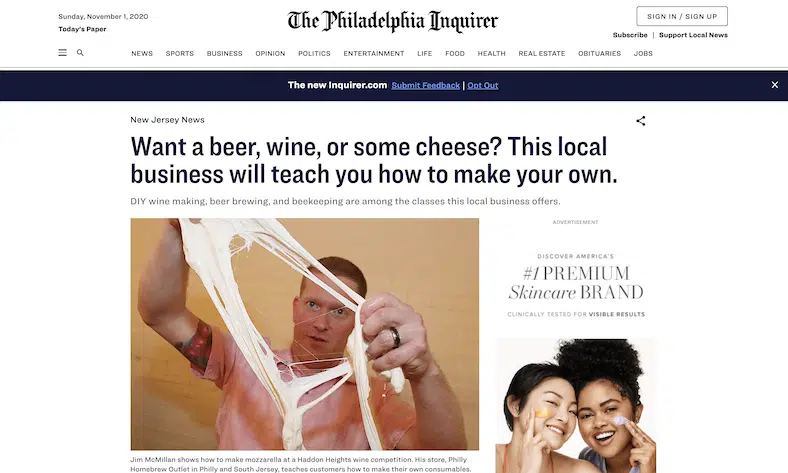 Sunday, November 1, 2020
Today's Paper
The Philadelphia Inquirer
SIGN IN / SIGN UP
Subscribe | Support Local News
NEWS SPORTS BUSINESS OPINION POLITICS ENTERTAINMENT LIFE FOOD HEALTH REAL ESTATE OBITUARIES JOBS
The new Inquirer.com Submit Feedback | Opt Out
New Jersey News
Want a beer, wine, or some cheese? This local
business will teach you how to make your own.
DIY wine making, beer brewing, and beekeeping are among the classes this local business offers.
Jim McMillan shows how to make mozzarella at a Haddon Heights wine competition. His store, Philly
Homebrew Outlet in Philly and South Jersey, teaches customers how to make their own consumables.
ADVERTISEMENT
DISCOVER AMERICA'S
#1 PREMIUM
Skincare BRAND
CLINICALLY TESTED FOR VISIBLE RESULTS